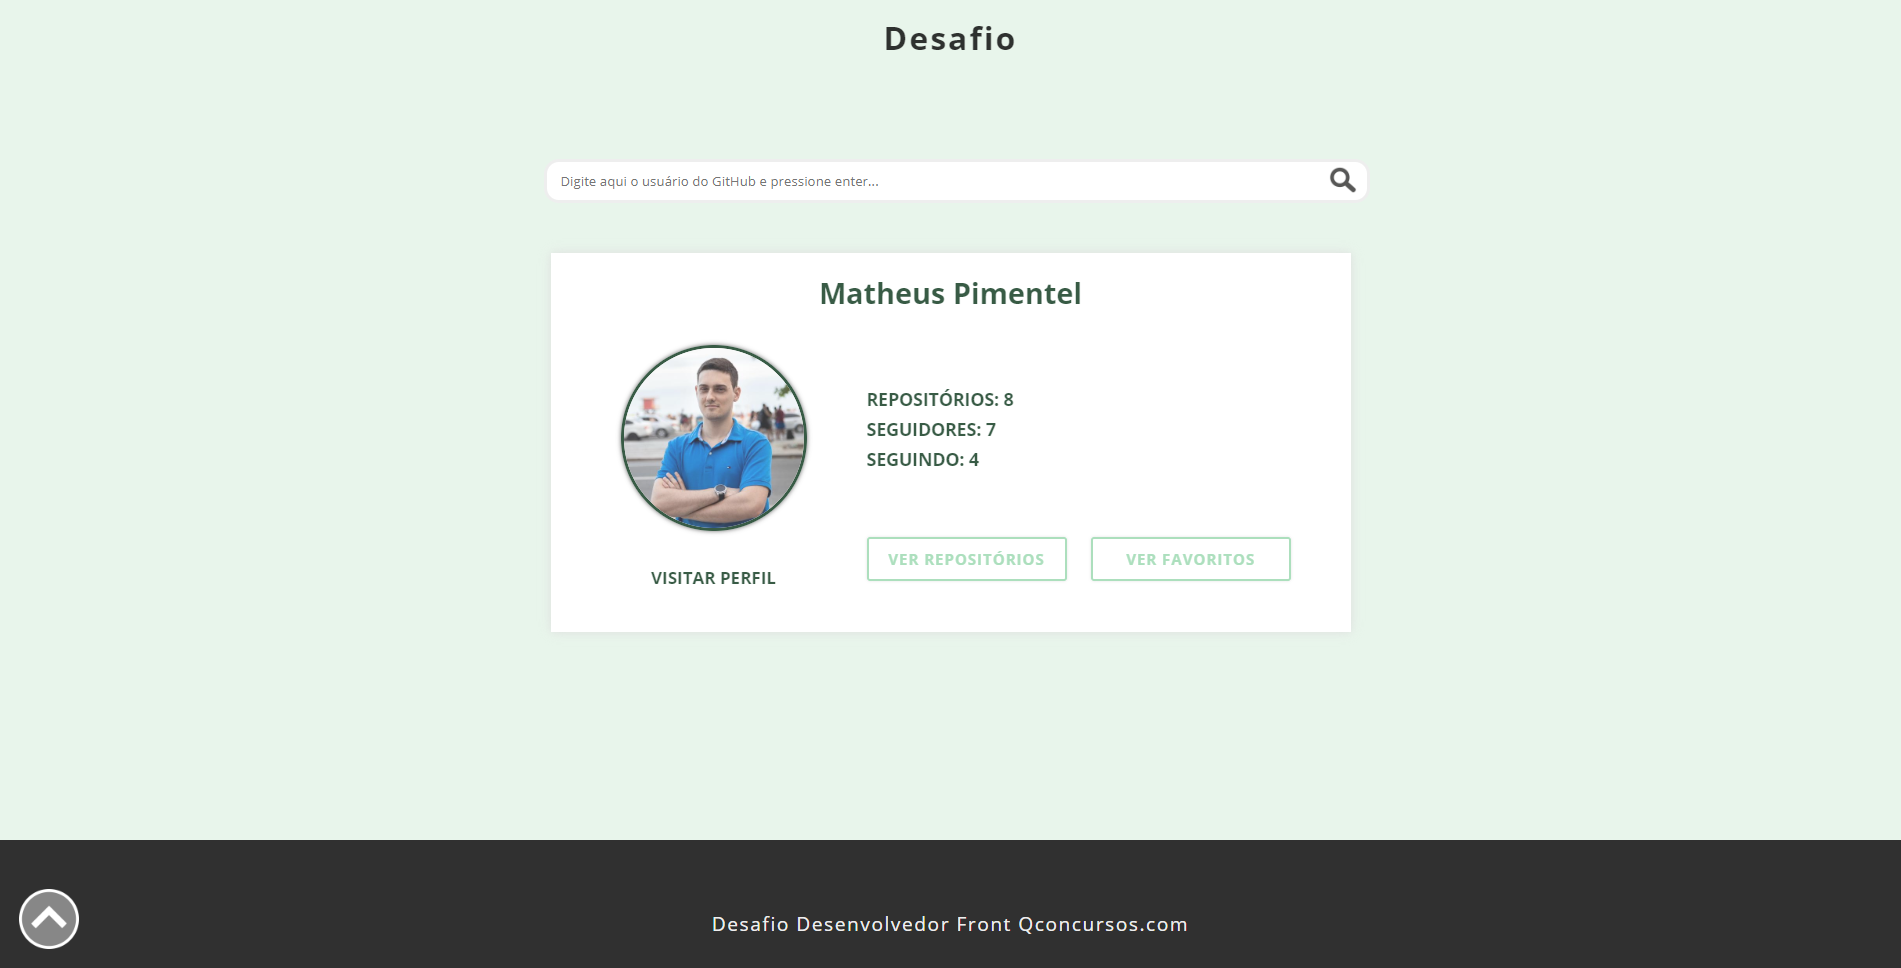 Desafio
Digite aqui o usuário do GitHub e pressione enter...
Matheus Pimentel
REPOSITÓRIOS: 8
SEGUIDORES: 7
SEGUINDO: 4
VER REPOSITÓRIOS
VER FAVORITOS
VISITAR PERFIL
Desafio Desenvolvedor Front Qconcursos.com